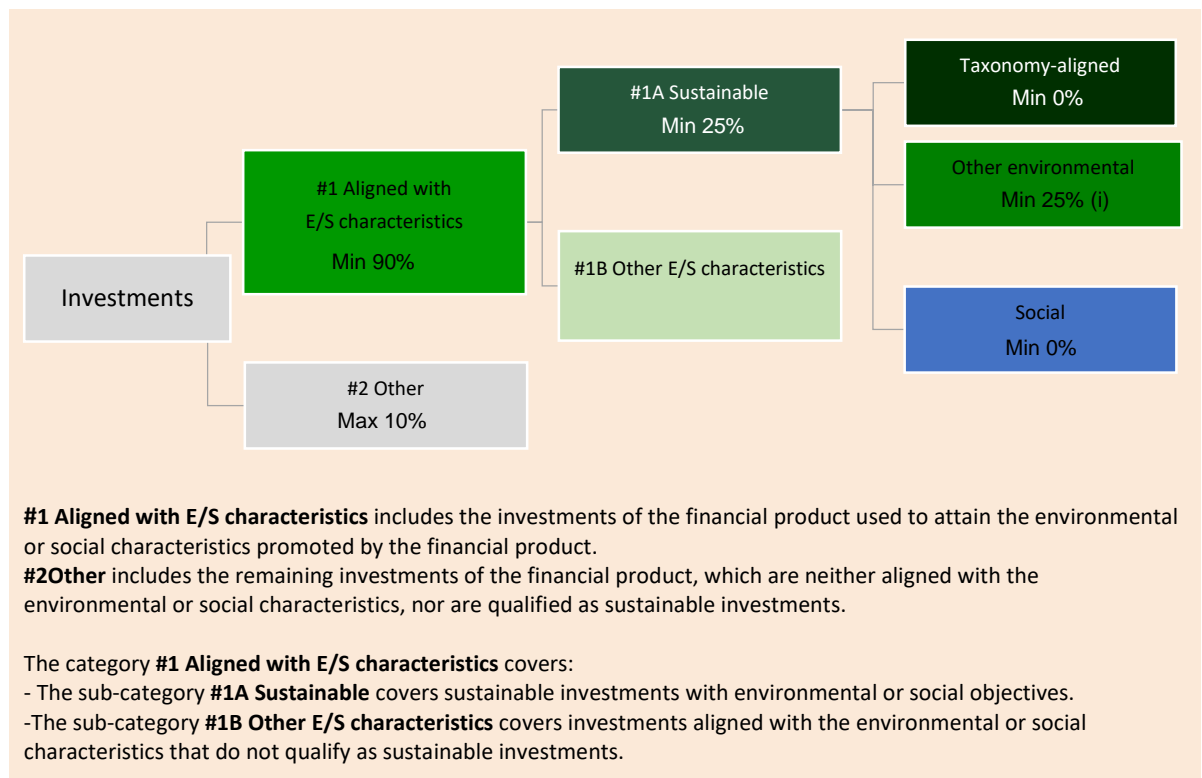 Investments
#1 Aligned with
E/S characteristics
Min 90%
#2 Other
Max 10%
#1A Sustainable
Min 25%
#1B Other E/S characteristics
Taxonomy-aligned
Min 0%
Other environmental
Min 25% (i)
Social
Min 0%
#1 Aligned with E/S characteristics includes the investments of the financial product used to attain the environmental
or social characteristics promoted by the financial product.
#2Other includes the remaining investments of the financial product, which are neither aligned with the
environmental or social characteristics, nor are qualified as sustainable investments.
The category #1 Aligned with E/S characteristics covers:
- The sub-category #1A Sustainable covers sustainable investments with environmental or social objectives.
-The sub-category #1B Other E/S characteristics covers investments aligned with the environmental or social
characteristics that do not qualify as sustainable investments.